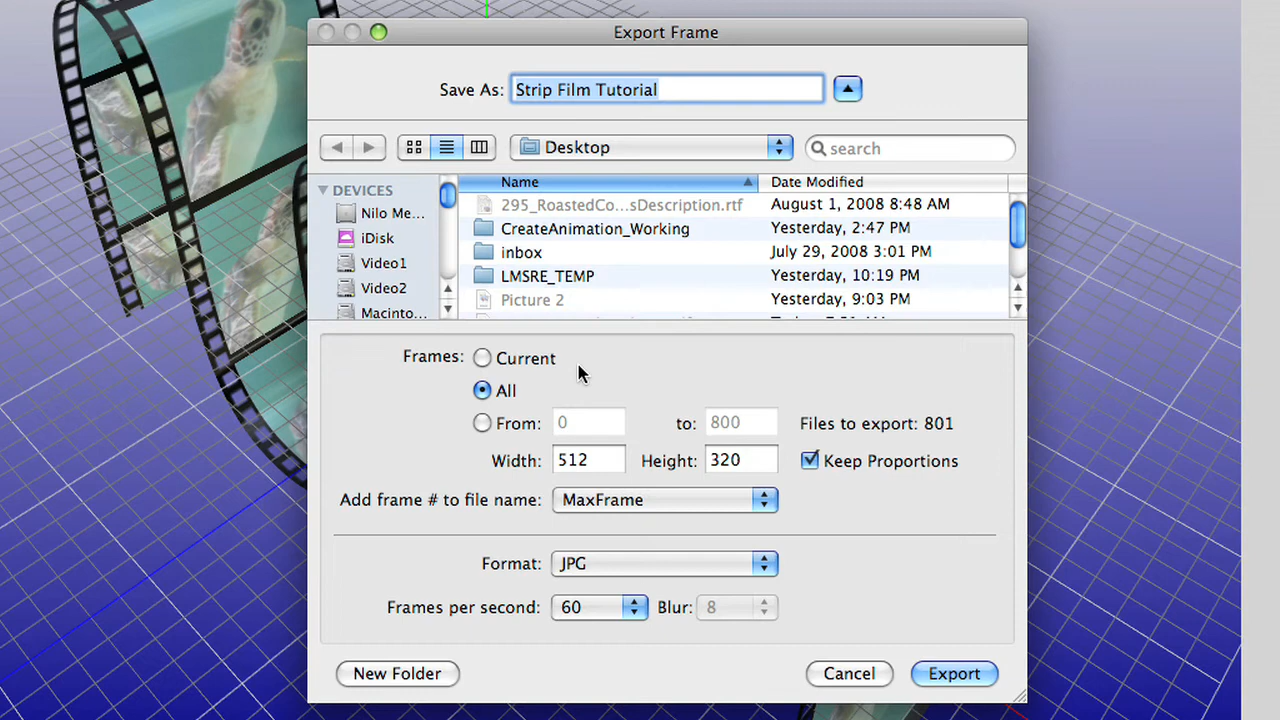 Export Frame
Save As: Strip Film Tutorial
Desktop
search
DEVICES
Nilo Me...
iDisk
Video1
Video2
Macinto...
Name Date Modified
295_RoastedCo...sDescription.rtf August 1, 2008 8:48 AM
CreateAnimation_Working Yesterday, 2:47 PM
inbox July 29, 2008 3:01 PM
LMSRE_TEMP Yesterday, 10:19 PM
Picture 2 Yesterday, 9:03 PM
Frames: Current
All
From: 0 to: 800 Files to export: 801
Width: 512 Height: 320 Keep Proportions
Add frame # to file name: MaxFrame
Format: JPG
Frames per second: 60 Blur: 8
New Folder Cancel Export